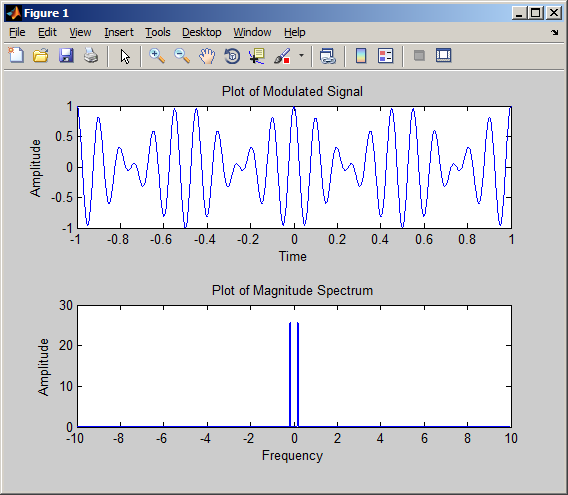 Figure 1
File Edit View Insert Tools Desktop Window Help
Plot of Modulated Signal
1
0.5
0
-0.5
-1
Amplitude
-1 -0.8 -0.6 -0.4 -0.2 0 0.2 0.4 0.6 0.8 1
Time
Plot of Magnitude Spectrum
30
20
10
0
Amplitude
-10 -8 -6 -4 -2 0 2 4 6 8 10
Frequency